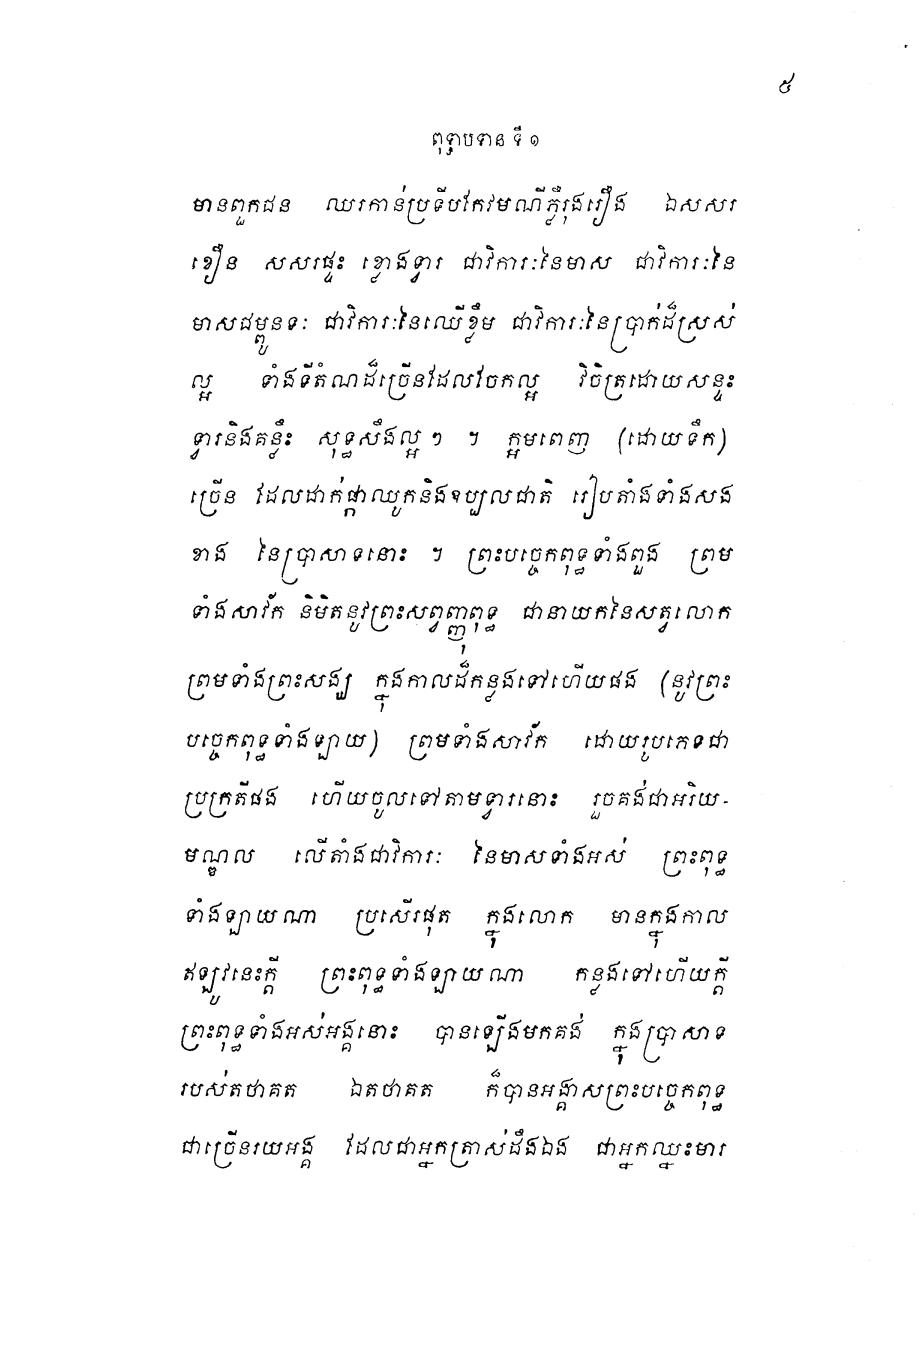 ៥
ពុទ្ធាបទាន ទី ១
មានពួកជន ឈរកាន់ប្រទីបកែវមណីភ្លឺរុងរឿង ឯសសរ
ខឿន សសរផ្ទះ ខ្លោងទ្វារ ជាវិការៈនៃមាស ជាវិការៈនៃ
មាសជម្ពូនទៈ ជាវិការៈនៃឈើខ្លឹម ជាវិការៈនៃប្រាក់ដ៏ស្រស់
ល្អ ទាំងទីតំណដ៏ច្រើនដែលចែកល្អ វិចិត្រដោយសន្ទះ
ទ្វារនិងគន្លឹះ សុទ្ធសឹងល្អ ៗ ។ ក្អមពេញ (ដោយទឹក)
ច្រើន ដែលដាក់ផ្កាឈូកនិងឧប្បលជាតិ រៀបតាំងទាំងសង
ខាង នៃប្រាសាទនោះ ។ ព្រះបច្ចេកពុទ្ធទាំងពួង ព្រម
ទាំងសាវ័ក និមិតនូវព្រះសព្វញ្ញុពុទ្ធ ជានាយកនៃសត្វលោក
ព្រមទាំងព្រះសង្ឃ ក្នុងកាលដ៏កន្លងទៅហើយផង (នូវព្រះ
បច្ចេកពុទ្ធទាំងឡាយ) ព្រមទាំងសាវ័ក ដោយរូបភេទជា
ប្រក្រតីផង ហើយចូលទៅតាមទ្វារនោះ រួចគង់ជាអរិយ-
មណ្ឌល លើតាំងជាវិការៈ នៃមាសទាំងអស់ ព្រះពុទ្ធ
ទាំងឡាយណា ប្រសើរផុត ក្នុងលោក មានក្នុងកាល
ឥឡូវនេះក្តី ព្រះពុទ្ធទាំងឡាយណា កន្លងទៅហើយក្តី
ព្រះពុទ្ធទាំងអស់អង្គនោះ បានឡើងមកគង់ ក្នុងប្រាសាទ
របស់តថាគត ឯតថាគត ក៏បានអង្គាសព្រះបច្ចេកពុទ្ធ
ជាច្រើនរយអង្គ ដែលជាអ្នកត្រាស់ដឹងឯង ជាអ្នកឈ្នះមារ